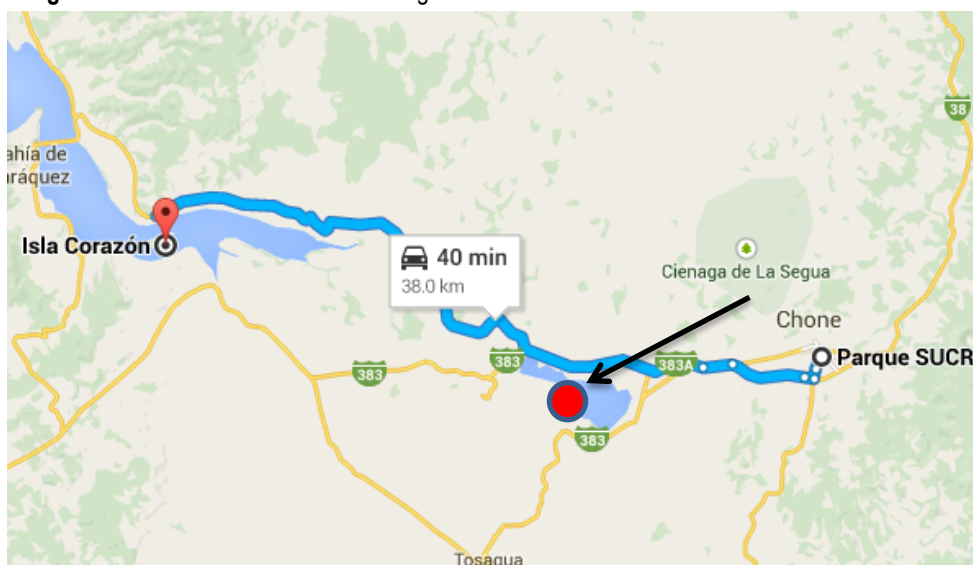 38
ahía de
aráquez
Isla Corazón
40 min
38.0 km
Cienaga de La Segua
Chone
Parque SUCR
383
383
383A
383
Tosagua